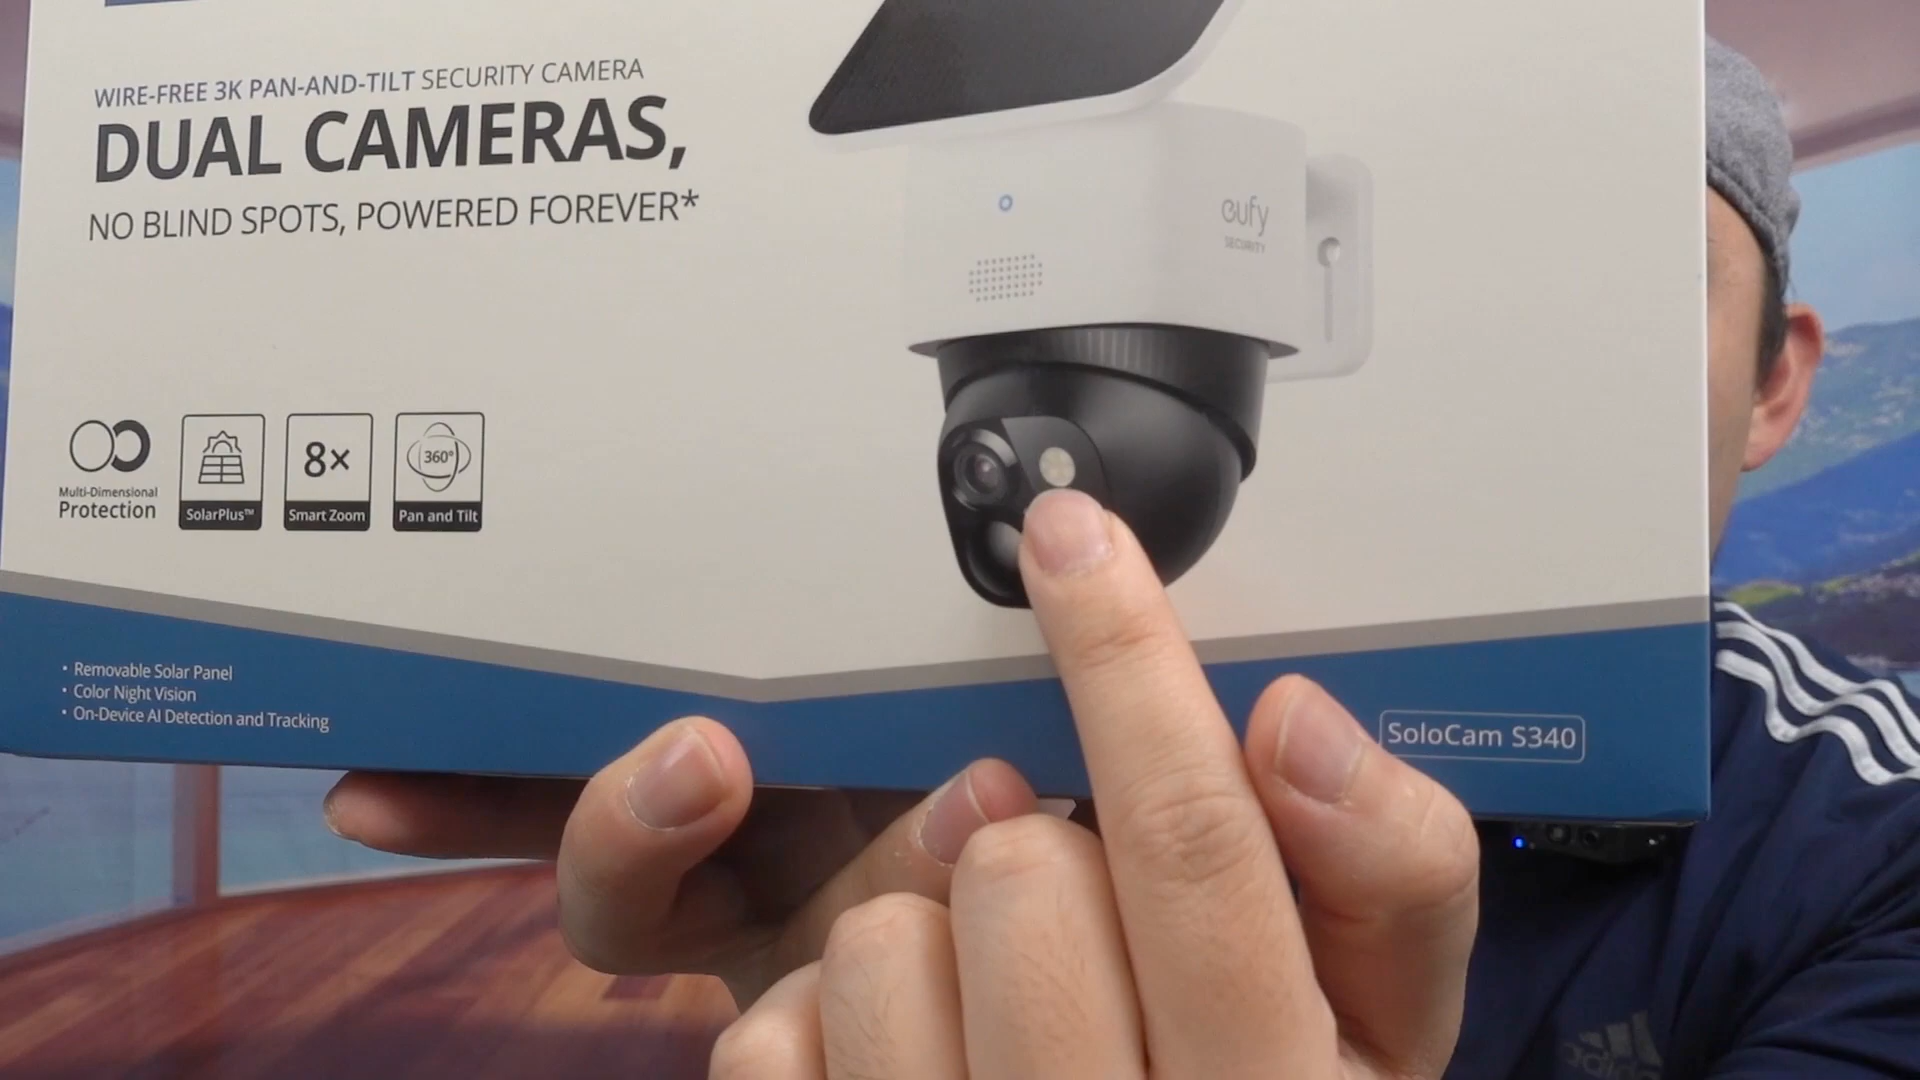 WIRE-FREE 3K PAN-AND-TILT SECURITY CAMERA
DUAL CAMERAS,
NO BLIND SPOTS, POWERED FOREVER*
eufy
SECURITY
Multi-Dimensional
Protection
SolarPlus™
8×
Smart Zoom
360°
Pan and Tilt
• Removable Solar Panel
• Color Night Vision
• On-Device AI Detection and Tracking
SoloCam S340
adidas